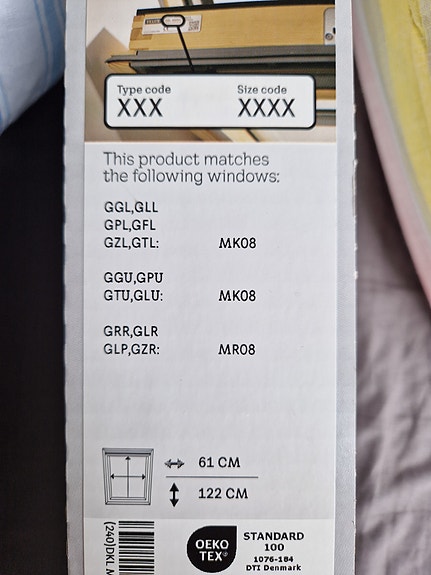 Type code Size code
XXX XXXX
This product matches
the following windows:
GGL,GLL
GPL,GFL
GZL,GTL: MK08
GGU,GPU
GTU,GLU: MK08
GRR,GLR
GLP,GZR: MR08
61 CM
122 CM
(240)DKL
OEKO
TEX®
STANDARD
100
1076-184
DTI Denmark